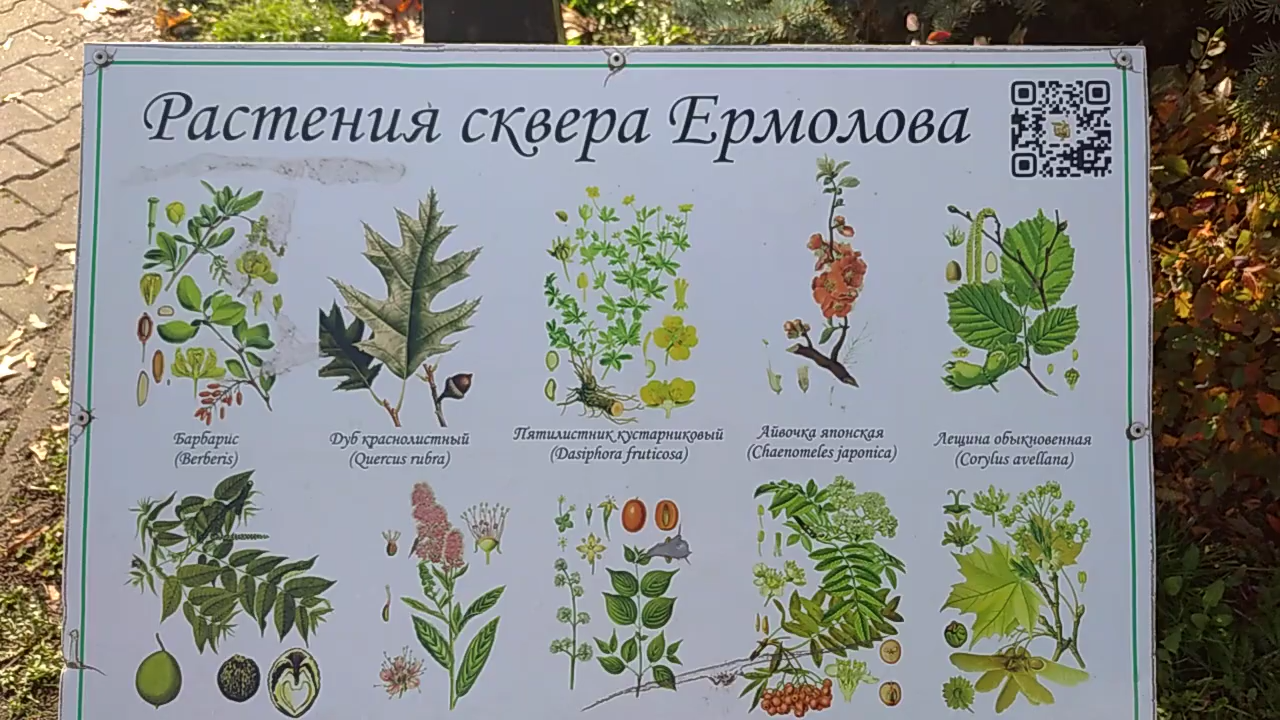 Растения сквера Ермолова
Барбарис
(Berberis)
Дуб краснолистный
(Quercus rubra)
Пятилистник кустарниковый
(Dasiphora fruticosa)
Айвочка японская
(Chaenomeles japonica)
Лещина обыкновенная
(Corylus avellana)